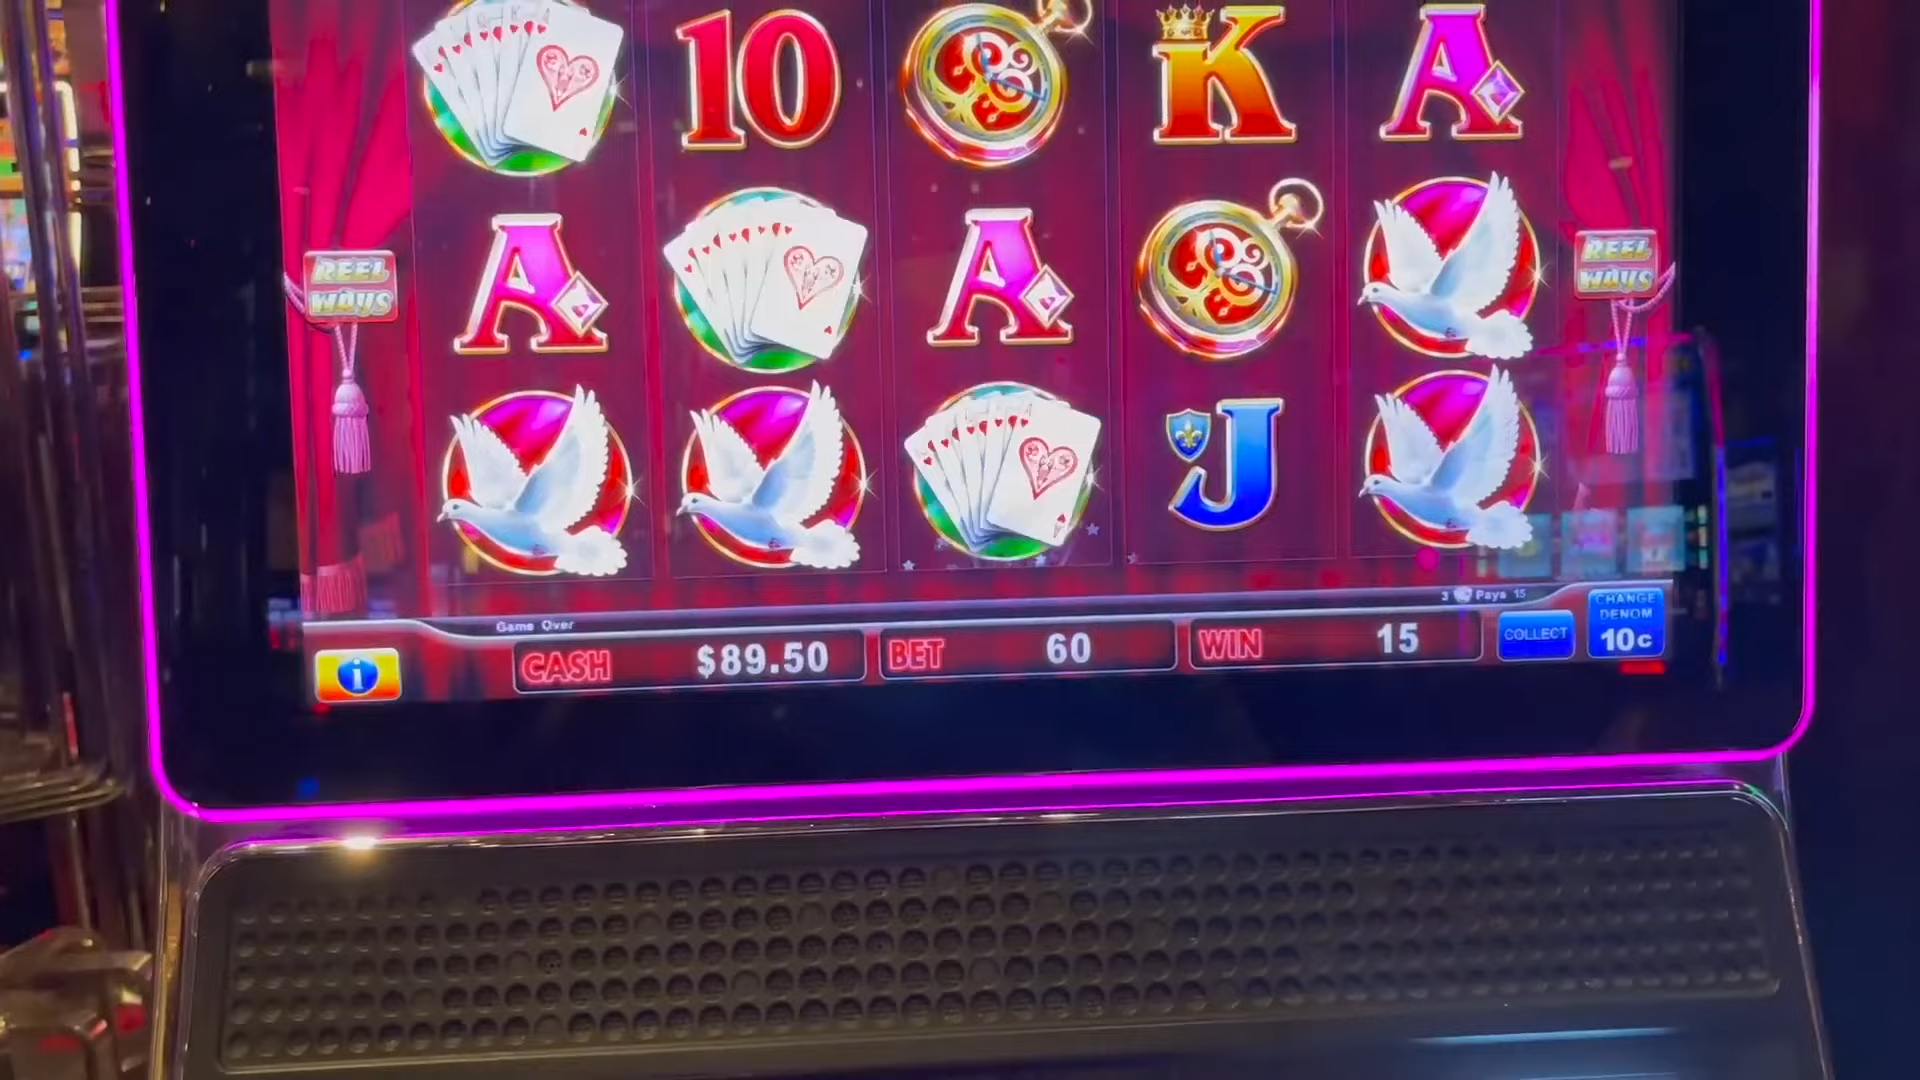 10 K A
A A
REEL WAYS
REEL WAYS
J
3 Pays 15
Game Over
CASH $89.50
BET 60
WIN 15
COLLECT
CHANGE DENOM 10¢
i